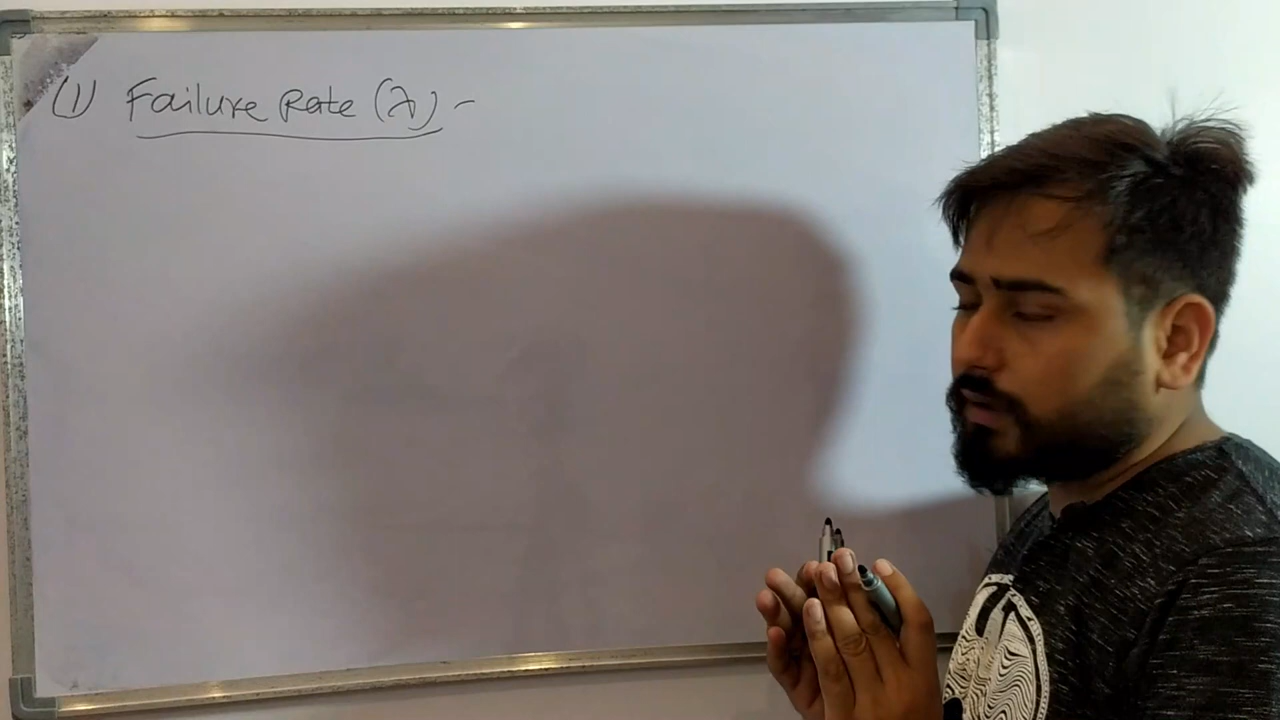 (1) Failure Rate (λ) -